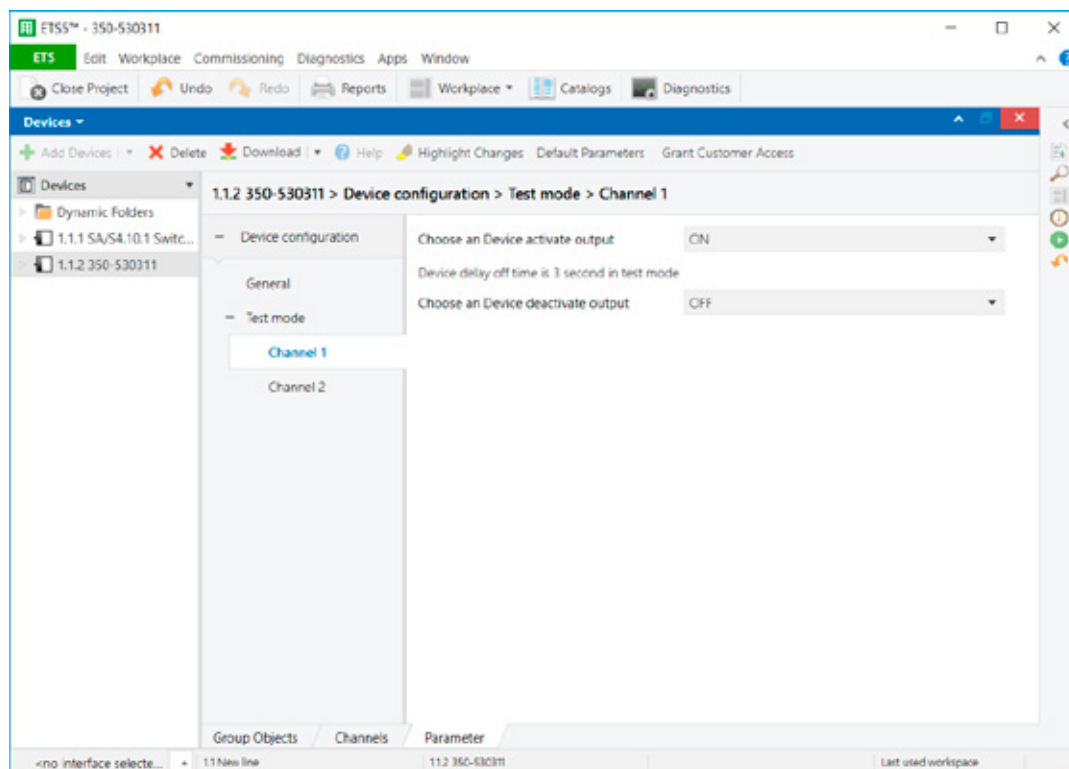 ETS5™ - 350-530311
ETS Edit Workplace Commissioning Diagnostics Apps Window
Close Project Undo Redo Reports Workplace Catalogs Diagnostics
Devices
Add Devices Delete Download Help Highlight Changes Default Parameters Grant Customer Access
Devices
Dynamic Folders
1.1.1 SA/S4.10.1 Switc...
1.1.2 350-530311
1.1.2 350-530311 > Device configuration > Test mode > Channel 1
Device configuration
General
Test mode
Channel 1
Channel 2
Choose an Device activate output ON
Device delay off time is 3 second in test mode
Choose an Device deactivate output OFF
Group Objects Channels Parameter
<no interface selecte... 1.1 New line 1.1.2 350-530311 Last used workspace